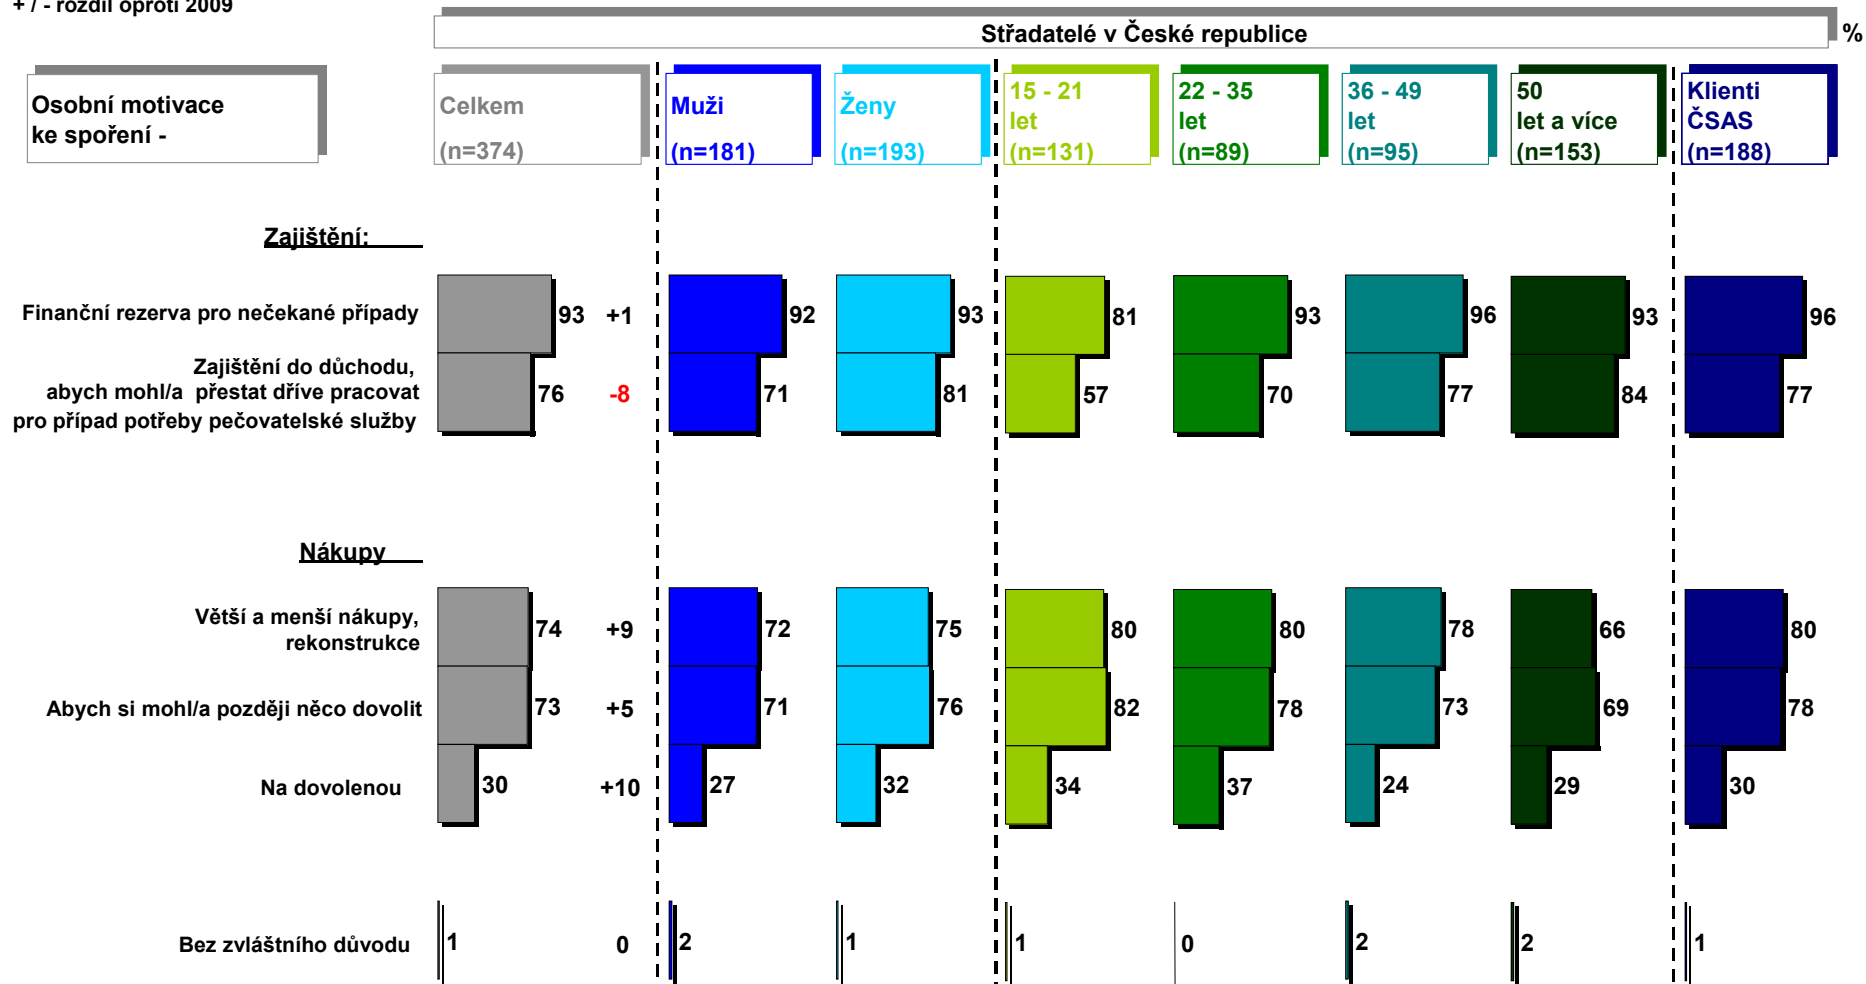 + / - rozdíl oproti 2009
Střadatelé v České republice
%
Osobní motivace
ke spoření -
Celkem
(n=374)
Muži
(n=181)
Ženy
(n=193)
15 - 21
let
(n=131)
22 - 35
let
(n=89)
36 - 49
let
(n=95)
50
let a více
(n=153)
Klienti
ČSAS
(n=188)
Zajištění:
Finanční rezerva pro nečekané případy
93 +1 92 93 81 93 96 93 96
Zajištění do důchodu,
abych mohl/a přestat dříve pracovat
pro případ potřeby pečovatelské služby
76 -8 71 81 57 70 77 84 77
Nákupy
Větší a menší nákupy,
rekonstrukce
74 +9 72 75 80 80 78 66 80
Abych si mohl/a později něco dovolit
73 +5 71 76 82 78 73 69 78
Na dovolenou
30 +10 27 32 34 37 24 29 30
Bez zvláštního důvodu
1 0 2 1 1 0 2 2 1